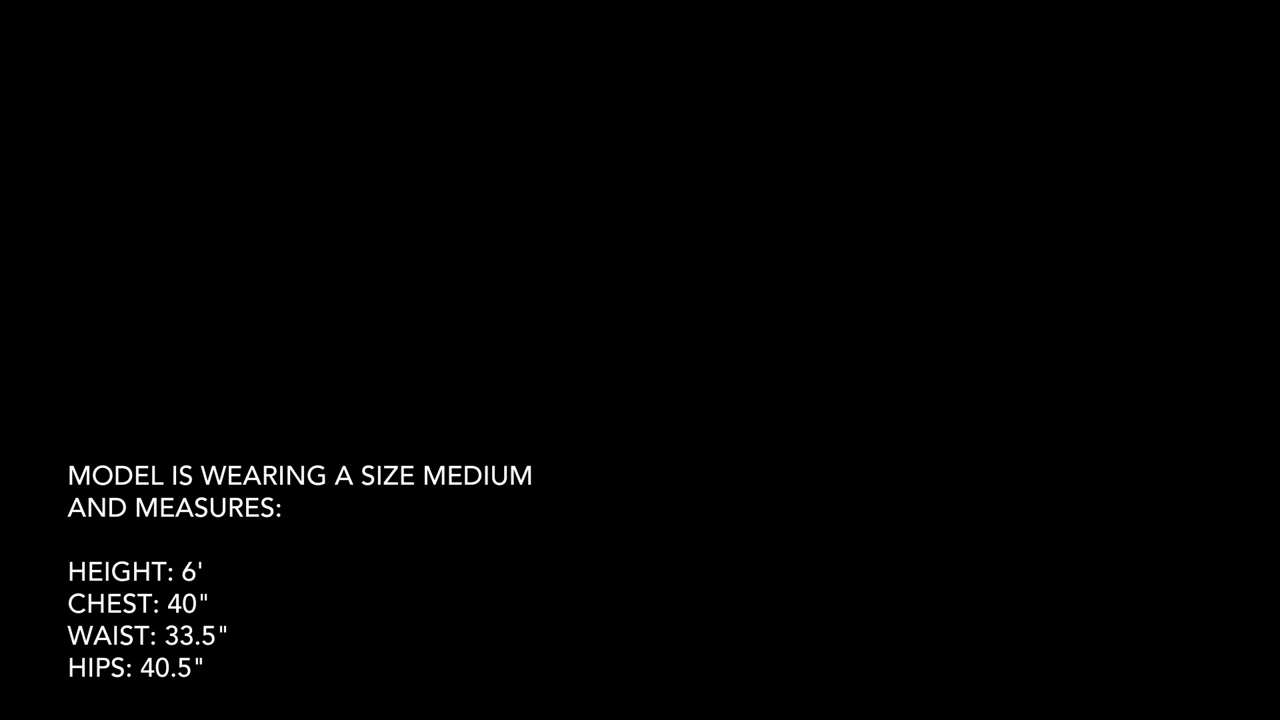 MODEL IS WEARING A SIZE MEDIUM
AND MEASURES:
HEIGHT: 6'
CHEST: 40"
WAIST: 33.5"
HIPS: 40.5"